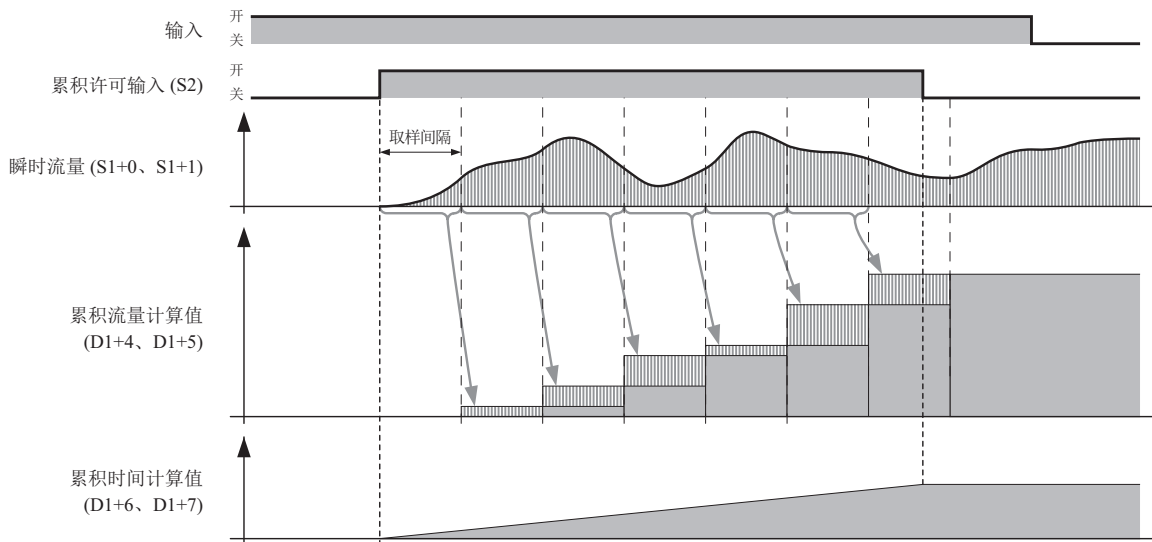 输入
开
关
累积许可输入 (S2)
开
关
取样间隔
瞬时流量 (S1+0、S1+1)
累积流量计算值
(D1+4、D1+5)
累积时间计算值
(D1+6、D1+7)